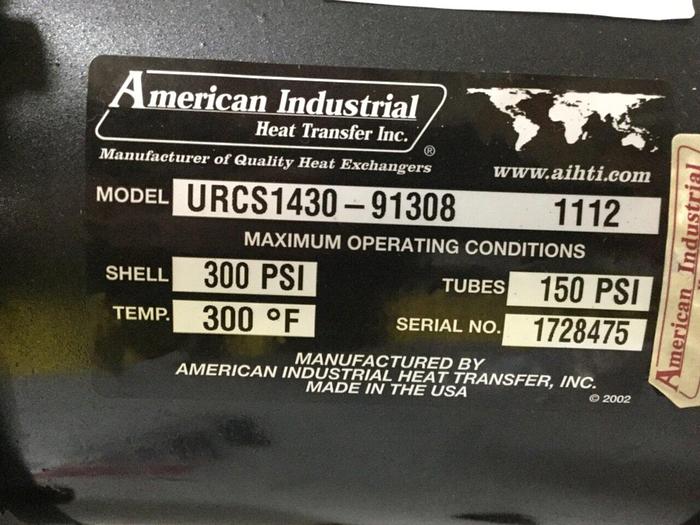 American Industrial
Heat Transfer Inc.
®
Manufacturer of Quality Heat Exchangers
www.aihti.com
MODEL URCS1430-91308 1112
MAXIMUM OPERATING CONDITIONS
SHELL 300 PSI TUBES 150 PSI
TEMP. 300 °F SERIAL NO. 1728475
MANUFACTURED BY
AMERICAN INDUSTRIAL HEAT TRANSFER, INC.
MADE IN THE USA
© 2002
American Industrial